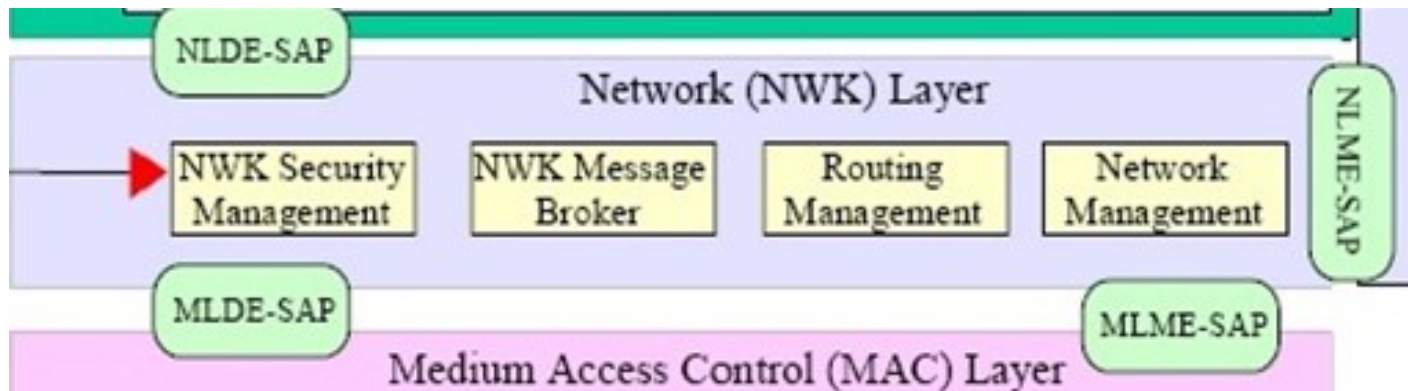 NLDE-SAP
Network (NWK) Layer
NLME-SAP
NWK Security
Management
NWK Message
Broker
Routing
Management
Network
Management
MLDE-SAP
MLME-SAP
Medium Access Control (MAC) Layer